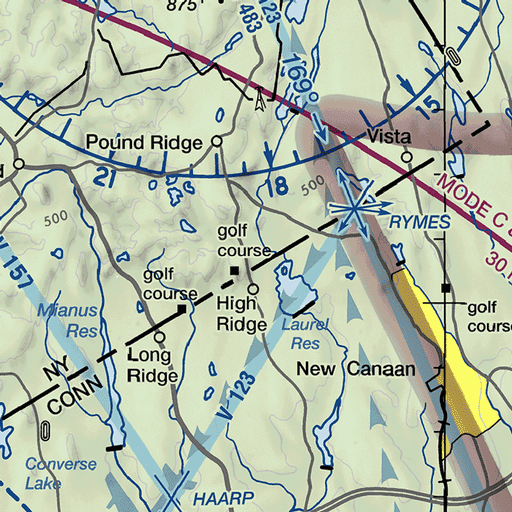 875
123
483
169°
15
Pound Ridge
Vista
d
21
18
500
MODE C
30
500
RYMES
golf
course
V 157
golf
course
Mianus
Res
High
Ridge
Laurel
Res
golf
course
NY
CONN
Long
Ridge
New Canaan
V 123
Converse
Lake
HAARP